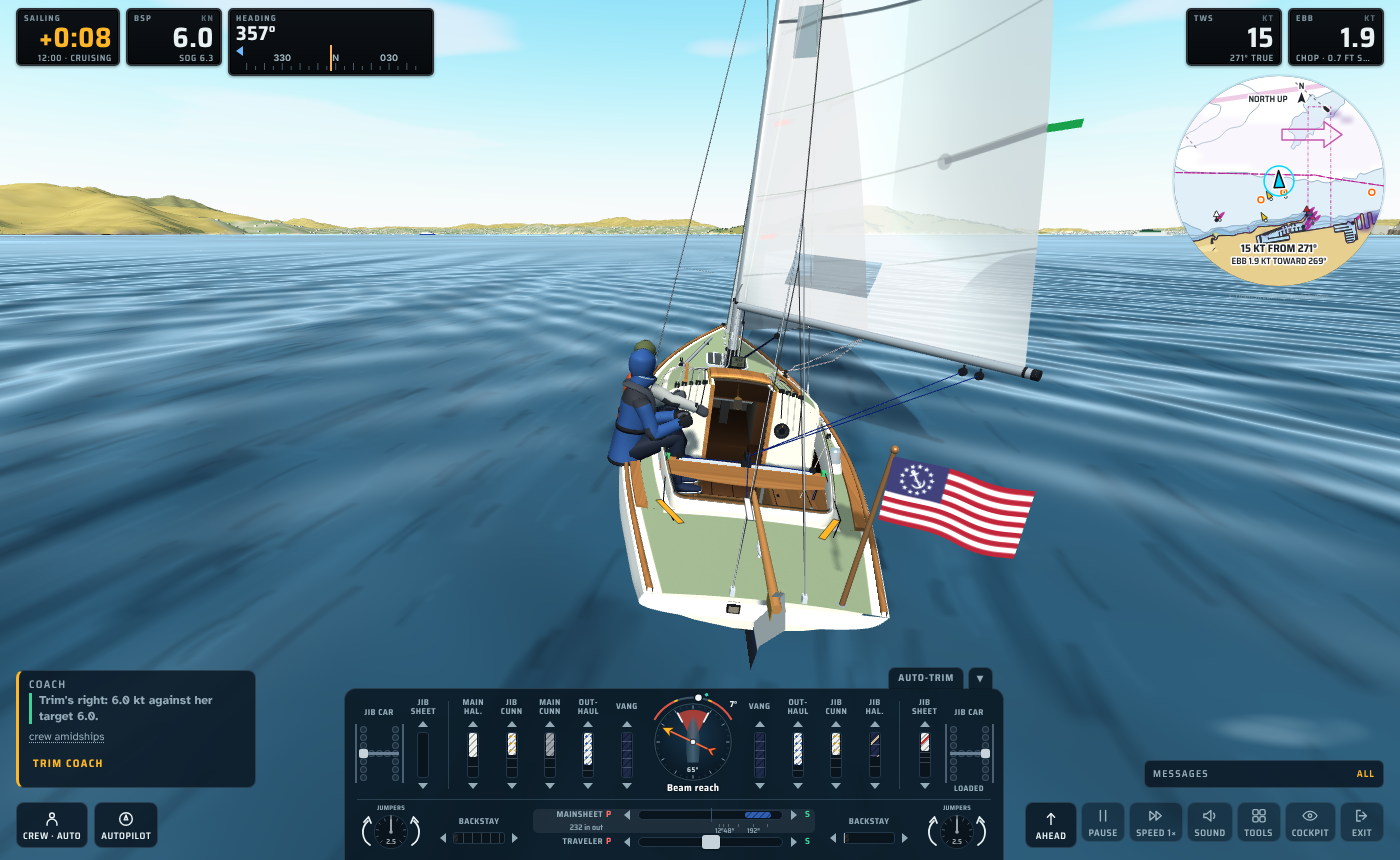 SAILING
+0:08
12:00 · CRUISING
BSP KN
6.0
SOG 6.3
HEADING
357°
330 N 030
TWS KT
15
271° TRUE
EBB KT
1.9
CHOP · 0.7 FT S...
N
NORTH UP
15 KT FROM 271°
EBB 1.9 KT TOWARD 269°
COACH
Trim's right: 6.0 kt against her
target 6.0.
crew amidships
TRIM COACH
CREW · AUTO
AUTOPILOT
AUTO-TRIM
▼
JIB CAR
JIB SHEET
MAIN HAL.
JIB CUNN
MAIN CUNN
OUT-HAUL
VANG
7°
65°
Beam reach
VANG
OUT-HAUL
JIB CUNN
JIB HAL.
JIB SHEET
JIB CAR
LOADED
JUMPERS
2.5
BACKSTAY
MAINSHEET P S
232 in out
12°48" 192"
TRAVELER P S
BACKSTAY
JUMPERS
2.5
MESSAGES ALL
AHEAD
PAUSE
SPEED 1×
SOUND
TOOLS
COCKPIT
EXIT